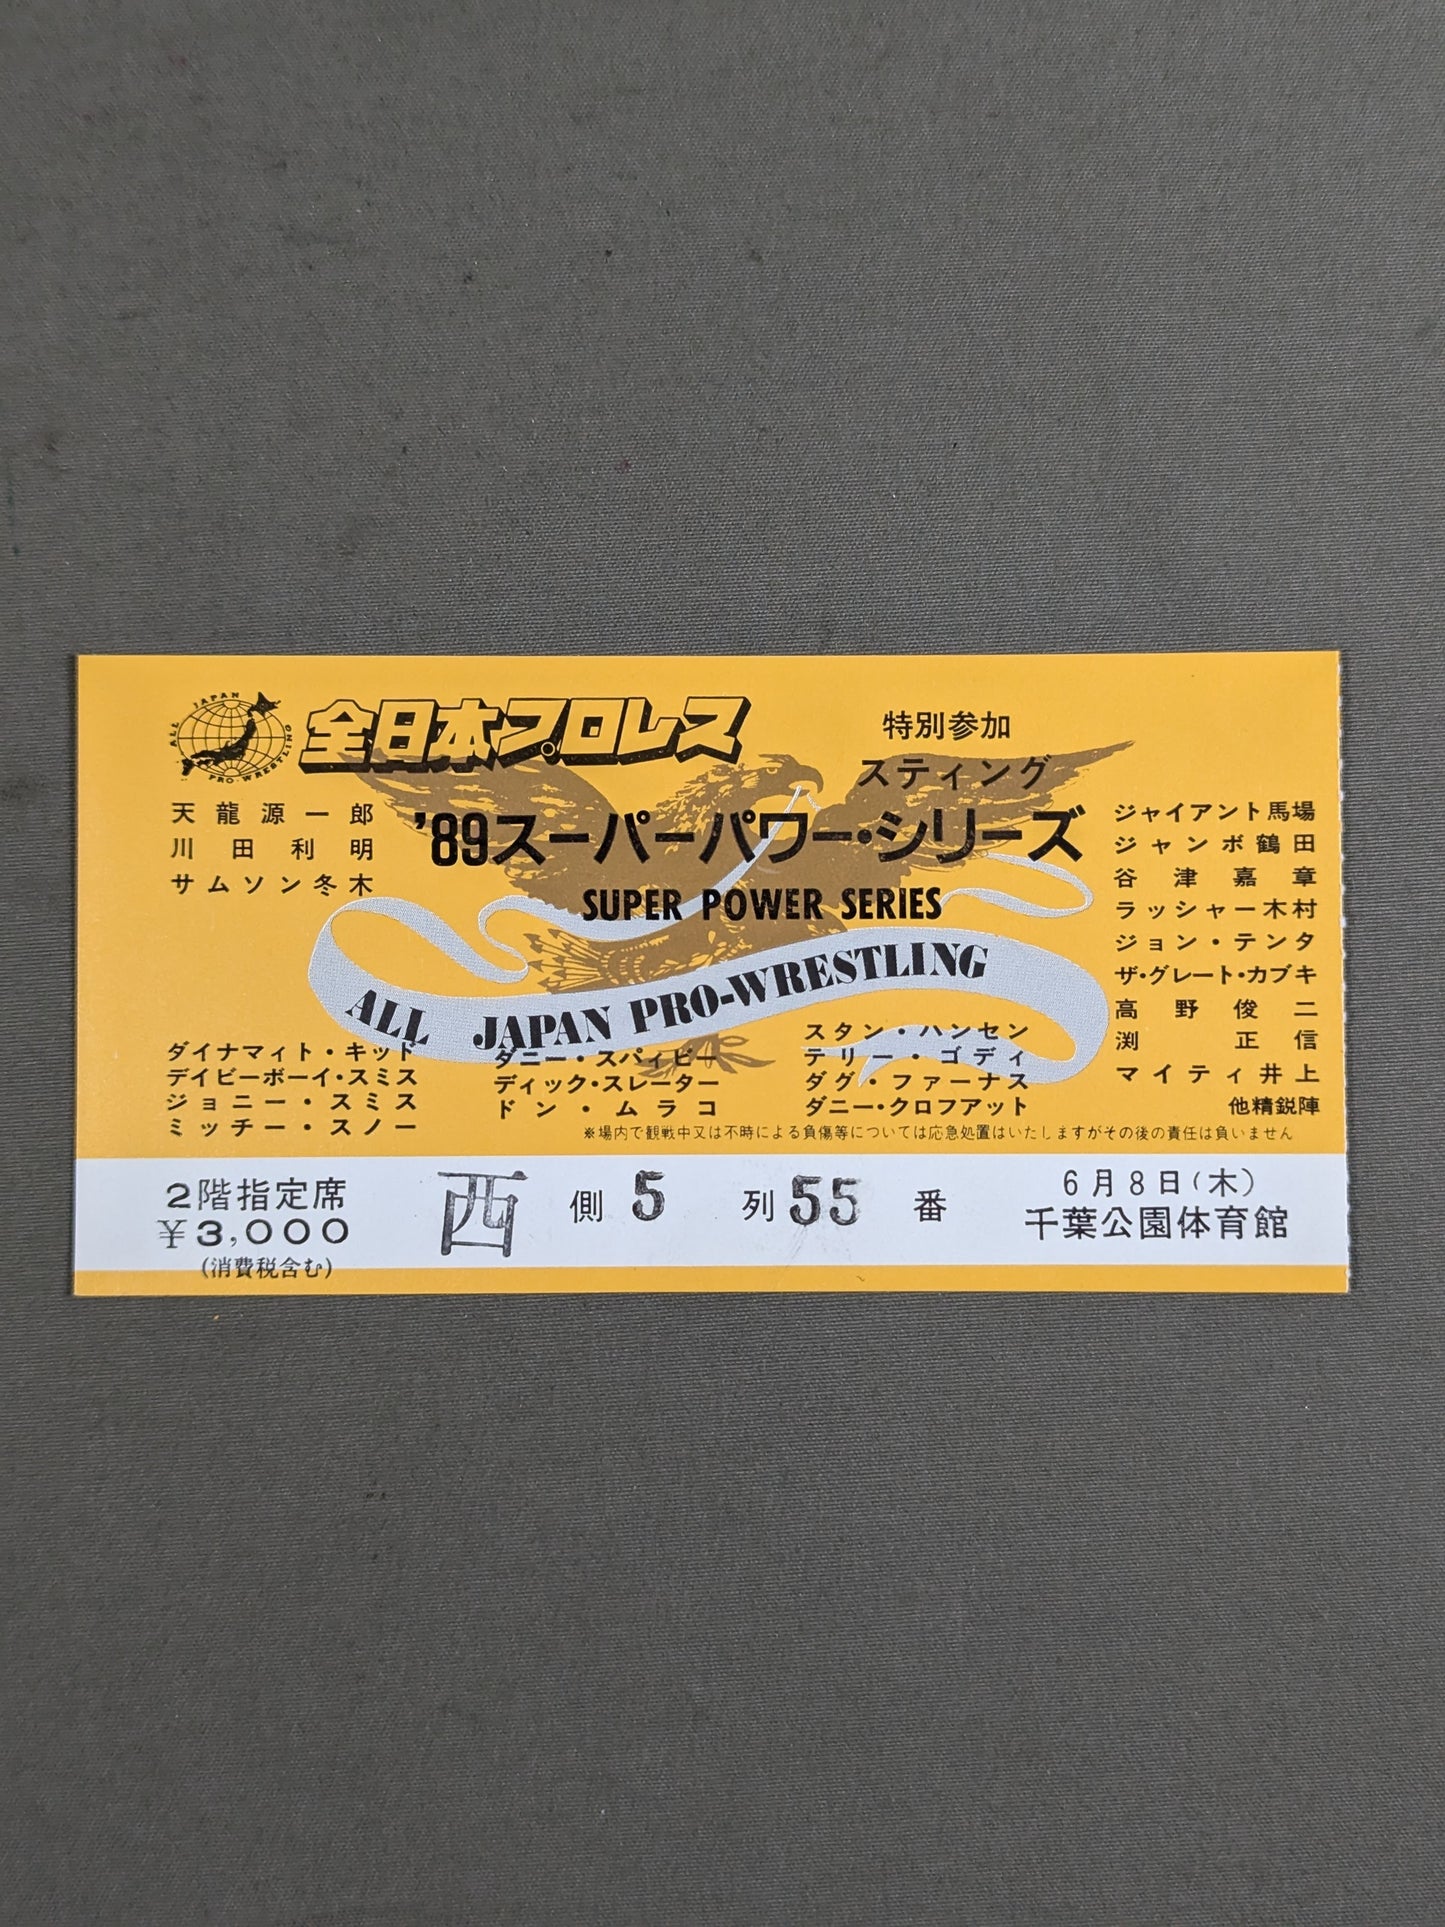 ALL JAPAN PRO-WRESTLING
全日本プロレス
特別参加
スティング
'89スーパーパワー・シリーズ
SUPER POWER SERIES
ALL JAPAN PRO-WRESTLING
天龍源一郎
川田利明
サムソン冬木
ジャイアント馬場
ジャンボ鶴田
谷津嘉章
ラッシャー木村
ジョン・テンタ
ザ・グレート・カブキ
高野俊二
渕正信
マイティ井上
他精鋭陣
ダイナマイト・キッド
デイビーボーイ・スミス
ジョニー・スミス
ミッチー・スノー
ダニー・スパイビー
ディック・スレーター
ドン・ムラコ
スタン・ハンセン
テリー・ゴディ
ダグ・ファーナス
ダニー・クロフアット
※場内で観戦中又は不時による負傷等については応急処置はいたしますがその後の責任は負いません
2階指定席
¥3,000
(消費税含む)
西側5列55番
6月8日(木)
千葉公園体育館